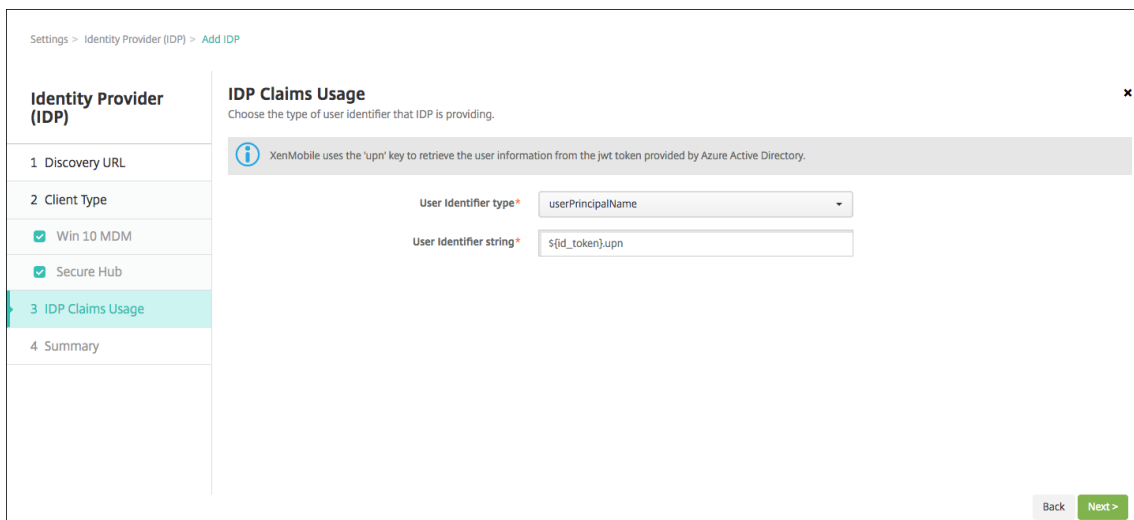 Settings > Identity Provider (IDP) > Add IDP
Identity Provider
(IDP)
1 Discovery URL
2 Client Type
Win 10 MDM
Secure Hub
3 IDP Claims Usage
4 Summary
IDP Claims Usage
Choose the type of user identifier that IDP is providing.
XenMobile uses the 'upn' key to retrieve the user information from the jwt token provided by Azure Active Directory.
User Identifier type* userPrincipalName
User Identifier string* ${id_token}.upn
Back Next >